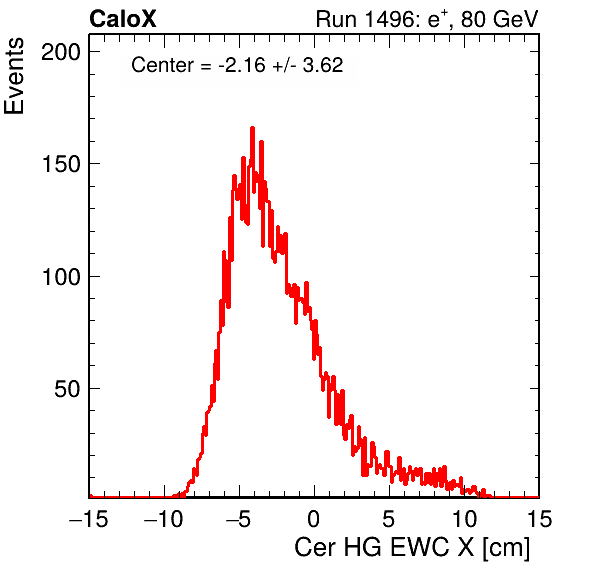 CaloX
Run 1496: e+, 80 GeV
Events
Center = -2.16 +/- 3.62
200
150
100
50
−15 −10 −5 0 5 10 15
Cer HG EWC X [cm]